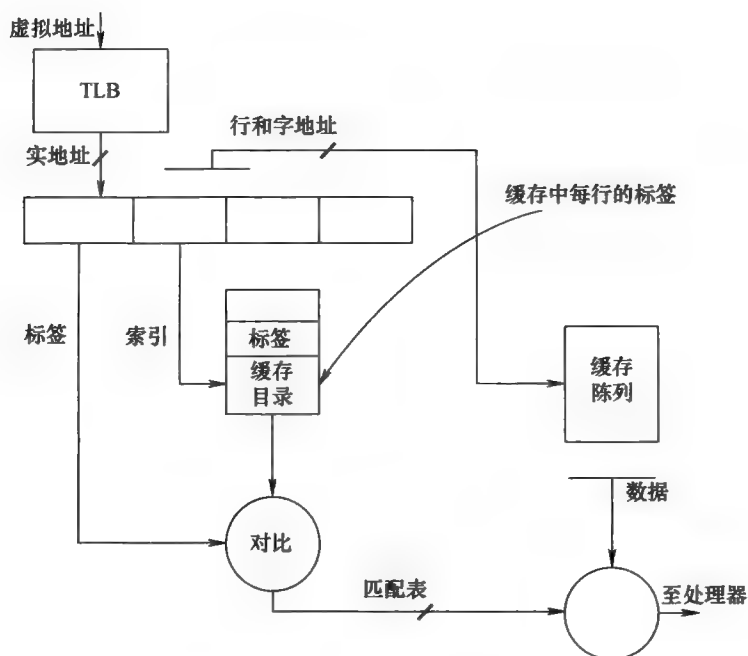 虚拟地址
TLB
行和字地址
实地址
缓存中每行的标签
标签
索引
标签
缓存
目录
缓存
阵列
数据
对比
匹配表
至处理器